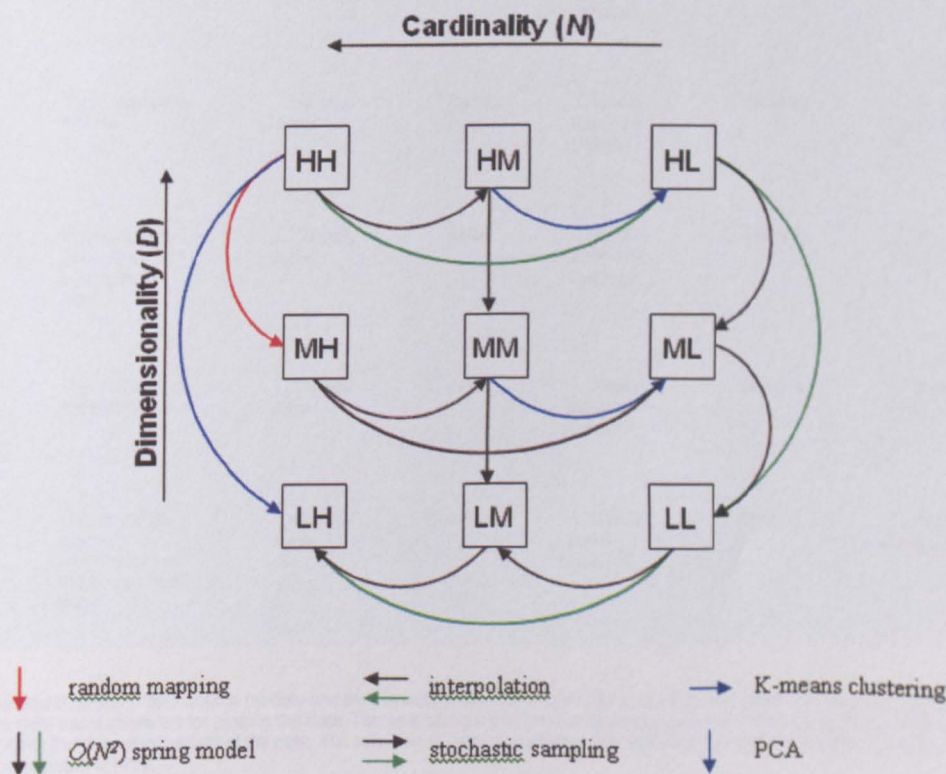 Cardinality (N)
HH HM HL
Dimensionality (D)
MH MM ML
LH LM LL
random mapping
interpolation
K-means clustering
O(N²) spring model
stochastic sampling
PCA